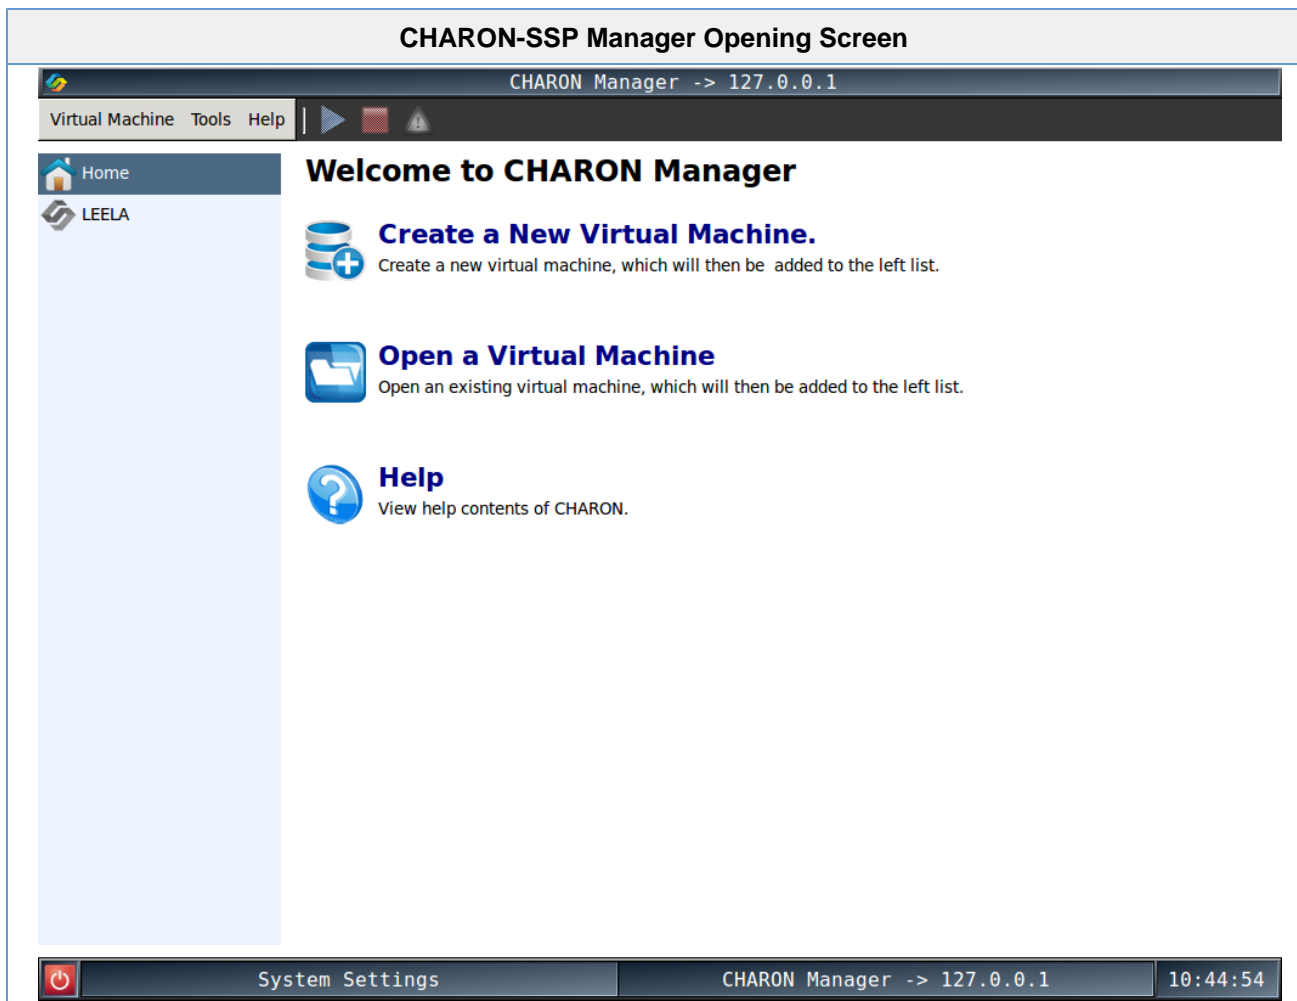 CHARON-SSP Manager Opening Screen
CHARON Manager -> 127.0.0.1
Virtual Machine Tools Help
Home
LEELA
Welcome to CHARON Manager
Create a New Virtual Machine.
Create a new virtual machine, which will then be  added to the left list.
Open a Virtual Machine
Open an existing virtual machine, which will then be added to the left list.
Help
View help contents of CHARON.
System Settings CHARON Manager -> 127.0.0.1 10:44:54